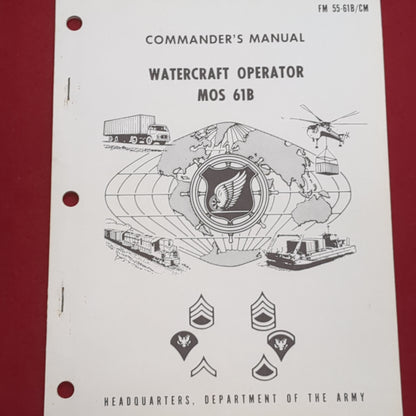 FM 55-61B/CM
COMMANDER'S MANUAL
WATERCRAFT OPERATOR
MOS 61B
HEADQUARTERS, DEPARTMENT OF THE ARMY